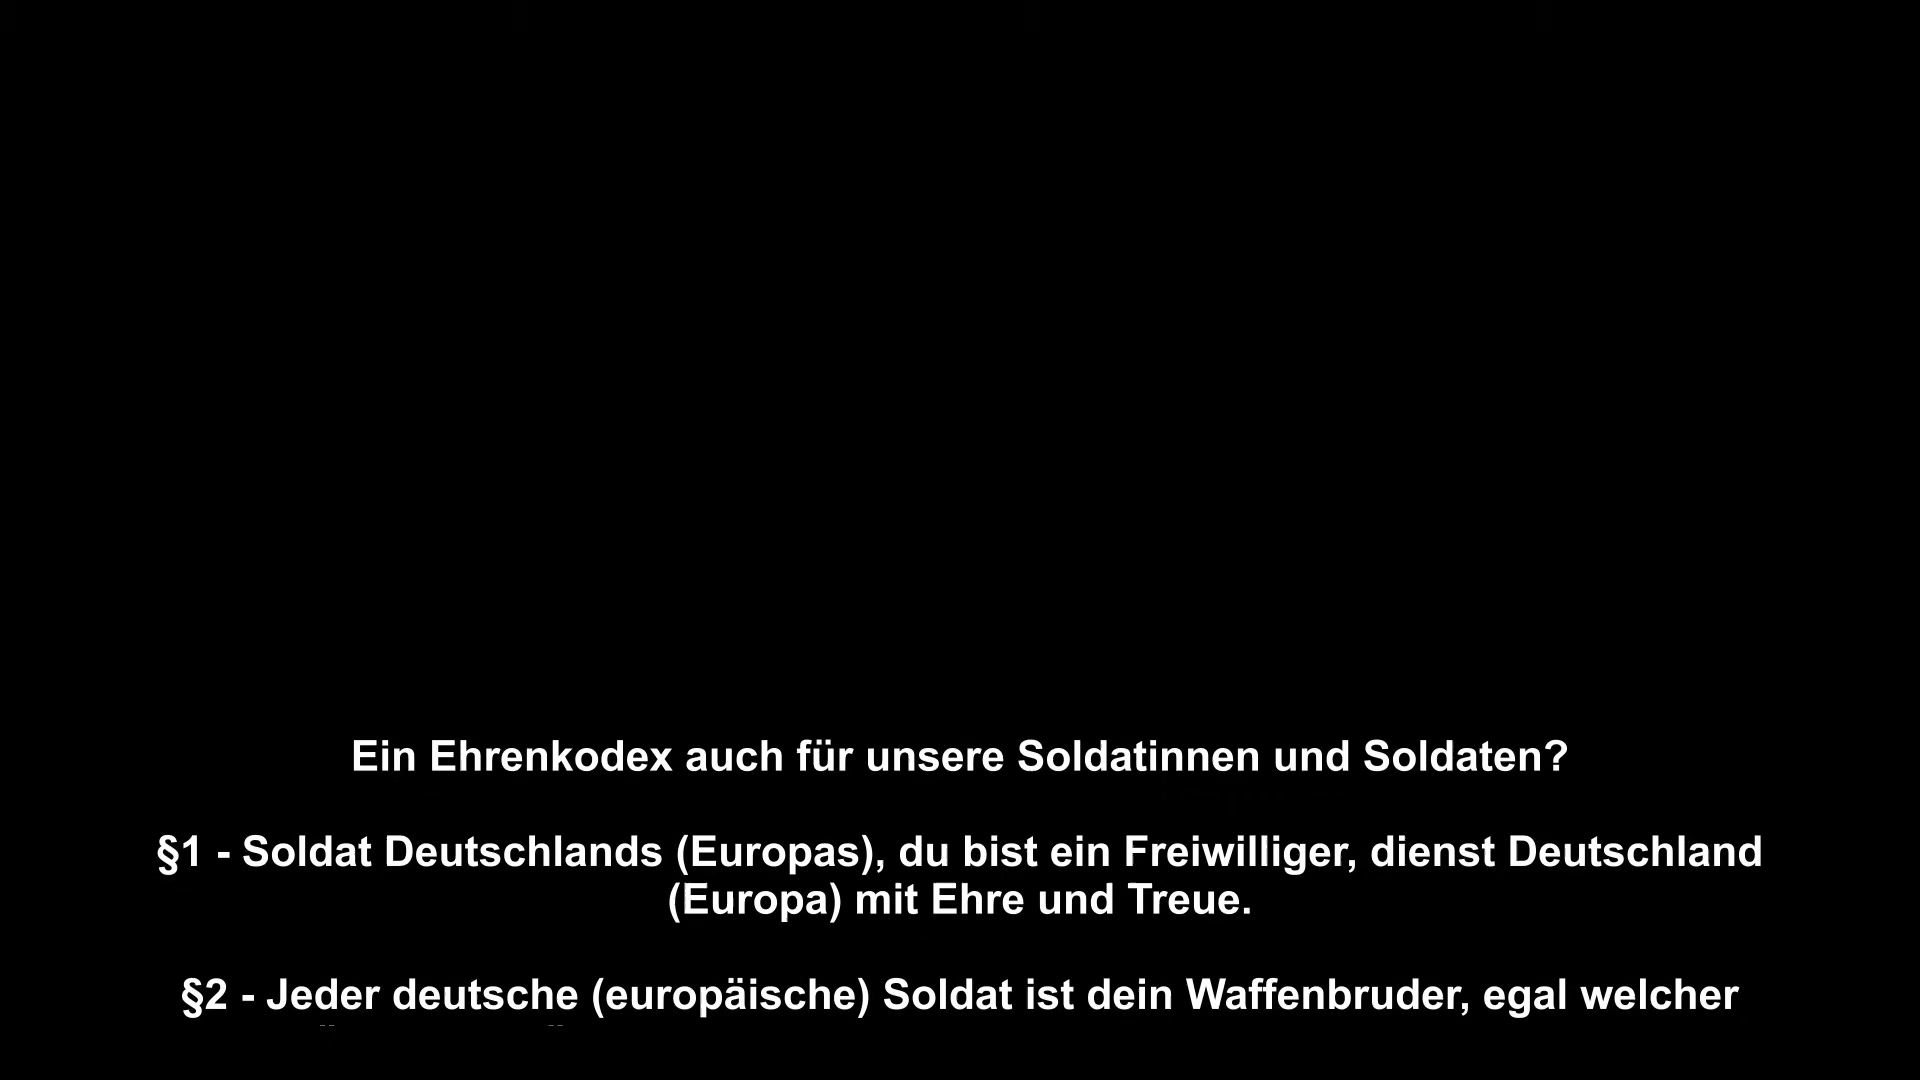 Ein Ehrenkodex auch für unsere Soldatinnen und Soldaten?
§1 - Soldat Deutschlands (Europas), du bist ein Freiwilliger, dienst Deutschland
(Europa) mit Ehre und Treue.
§2 - Jeder deutsche (europäische) Soldat ist dein Waffenbruder, egal welcher